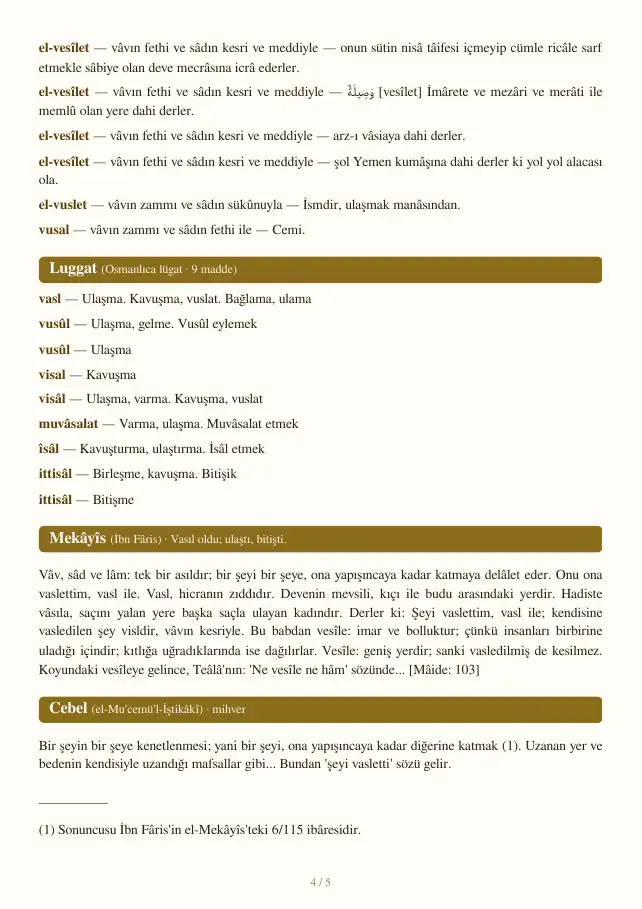 el-vesîlet — vâvın fethi ve sâdın kesri ve meddiyle — onun sütin nisâ tâifesi içmeyip cümle ricâle sarf
etmekle sâbiye olan deve mecrâsına icrâ ederler.
el-vesîlet — vâvın fethi ve sâdın kesri ve meddiyle — وَصِيلَةٌ [vesîlet] İmârete ve mezâri ve merâti ile
memlû olan yere dahi derler.
el-vesîlet — vâvın fethi ve sâdın kesri ve meddiyle — arz-ı vâsiaya dahi derler.
el-vesîlet — vâvın fethi ve sâdın kesri ve meddiyle — şol Yemen kumâşına dahi derler ki yol yol alacası
ola.
el-vuslet — vâvın zammı ve sâdın sükûnuyla — İsmdir, ulaşmak manâsından.
vusal — vâvın zammı ve sâdın fethi ile — Cemi.
Luggat (Osmanlıca lügat · 9 madde)
vasl — Ulaşma. Kavuşma, vuslat. Bağlama, ulama
vusûl — Ulaşma, gelme. Vusûl eylemek
vusûl — Ulaşma
visal — Kavuşma
visâl — Ulaşma, varma. Kavuşma, vuslat
muvâsalat — Varma, ulaşma. Muvâsalat etmek
îsâl — Kavuşturma, ulaştırma. İsâl etmek
ittisâl — Birleşme, kavuşma. Bitişik
ittisâl — Bitişme
Mekâyîs (İbn Fâris) · Vasıl oldu; ulaştı, bitişti.
Vâv, sâd ve lâm: tek bir asıldır; bir şeyi bir şeye, ona yapışıncaya kadar katmaya delâlet eder. Onu ona
vaslettim, vasl ile. Vasl, hicranın zıddıdır. Devenin mevsili, kıçı ile budu arasındaki yerdir. Hadiste
vâsıla, saçını yalan yere başka saçla ulayan kadındır. Derler ki: Şeyi vaslettim, vasl ile; kendisine
vasledilen şey visldir, vâvın kesriyle. Bu babdan vesîle: imar ve bolluktur; çünkü insanları birbirine
uladığı içindir; kıtlığa uğradıklarında ise dağılırlar. Vesîle: geniş yerdir; sanki vasledilmiş de kesilmez.
Koyundaki vesîleye gelince, Teâlâ'nın: 'Ne vesîle ne hâm' sözünde... [Mâide: 103]
Cebel (el-Mu'cemü'l-İştikâkî) · mihver
Bir şeyin bir şeye kenetlenmesi; yani bir şeyi, ona yapışıncaya kadar diğerine katmak (1). Uzanan yer ve
bedenin kendisiyle uzandığı mafsallar gibi... Bundan 'şeyi vasletti' sözü gelir.
(1) Sonuncusu İbn Fâris'in el-Mekâyîs'teki 6/115 ibâresidir.
4 / 5